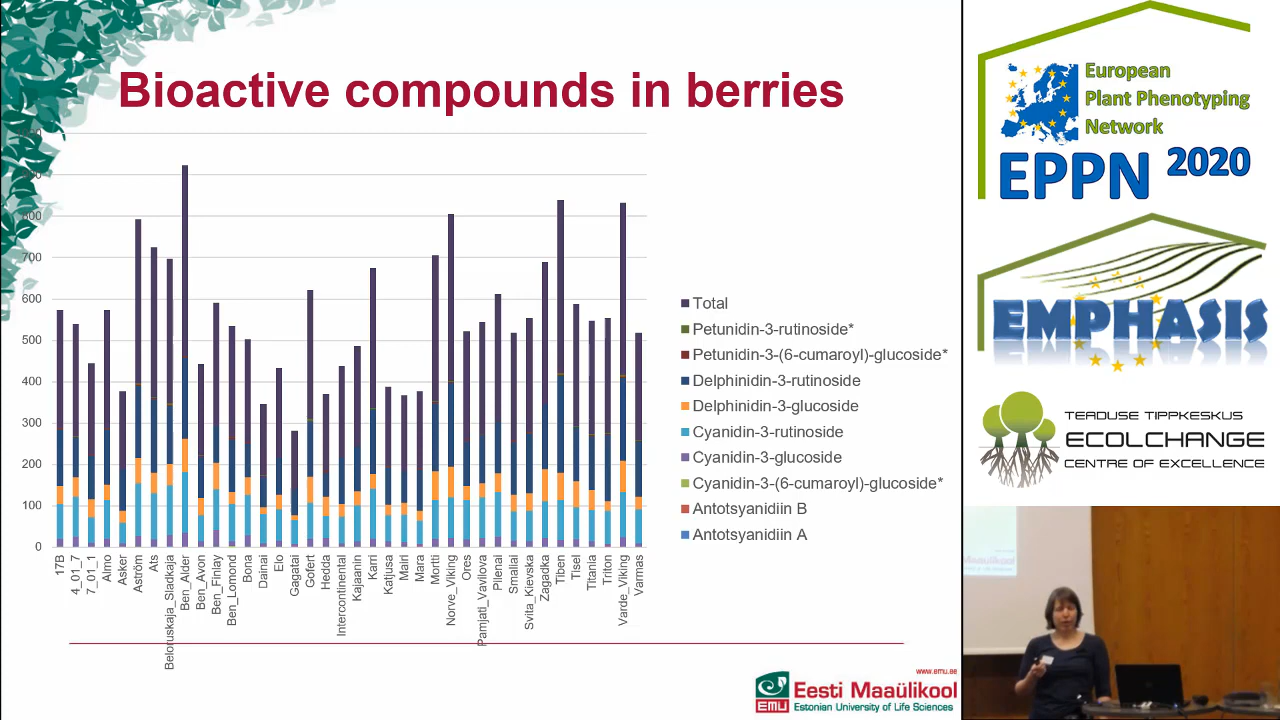 Bioactive compounds in berries
800
700
600
500
400
300
200
100
0
17B
4_01_7
7_01_1
Almo
Asker
Aström
Ats
Beloruskaja_Sladkaja
Ben_Alder
Ben_Avon
Ben_Finlay
Ben_Lomond
Bona
Dainai
Elo
Gagatai
Gofert
Hedda
Intercontinental
Kajaanin
Karri
Katjusa
Mairi
Mara
Mortti
Norve_Viking
Ores
Pamjati_Vavilova
Pilenai
Smaliai
Svita_Kievska
Zagadka
Tiben
Tisel
Titania
Triton
Varde_Viking
Varmas
Total
Petunidin-3-rutinoside*
Petunidin-3-(6-cumaroyl)-glucoside*
Delphinidin-3-rutinoside
Delphinidin-3-glucoside
Cyanidin-3-rutinoside
Cyanidin-3-glucoside
Cyanidin-3-(6-cumaroyl)-glucoside*
Antotsyanidiin B
Antotsyanidiin A
www.emu.ee
EMU
Eesti Maaülikool
Estonian University of Life Sciences
European
Plant Phenotyping
Network
EPPN 2020
EMPHASIS
TEADUSE TIPPKESKUS
ECOLCHANGE
CENTRE OF EXCELLENCE